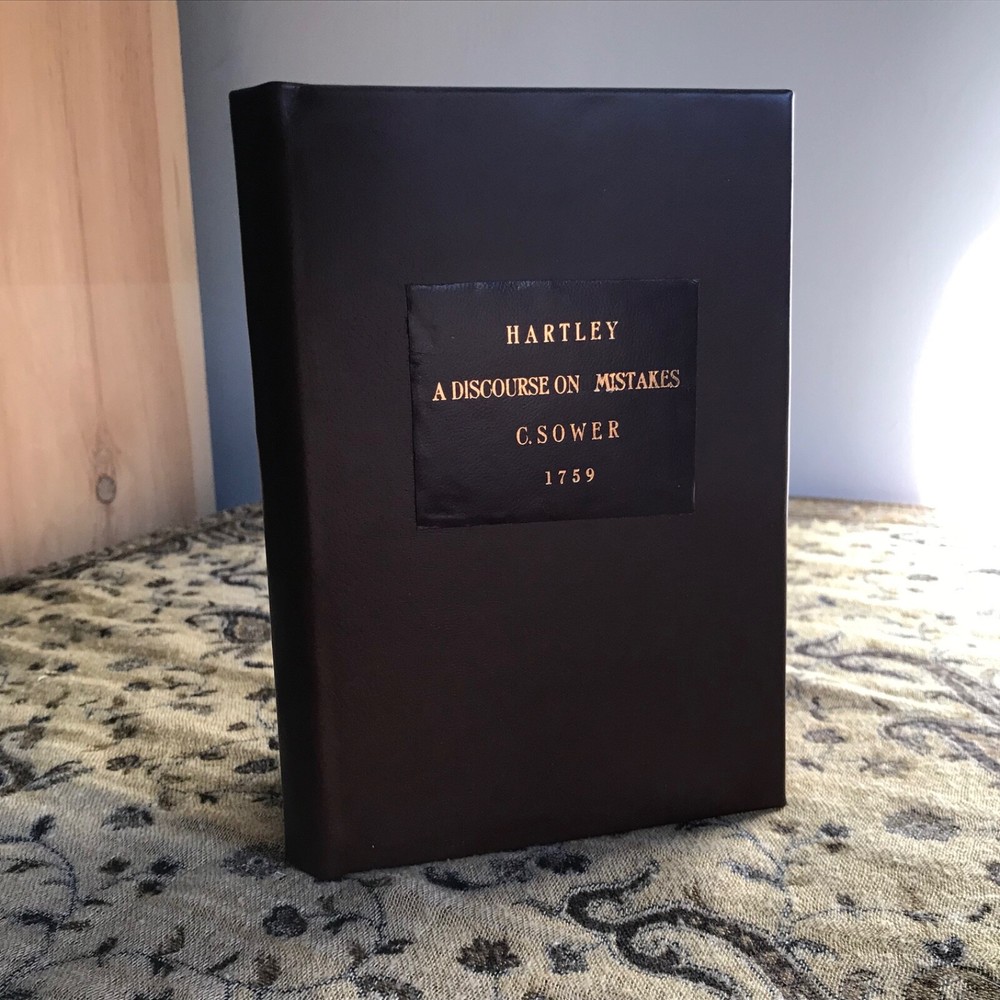 HARTLEY
A DISCOURSE ON MISTAKES
C. SOWER
1759